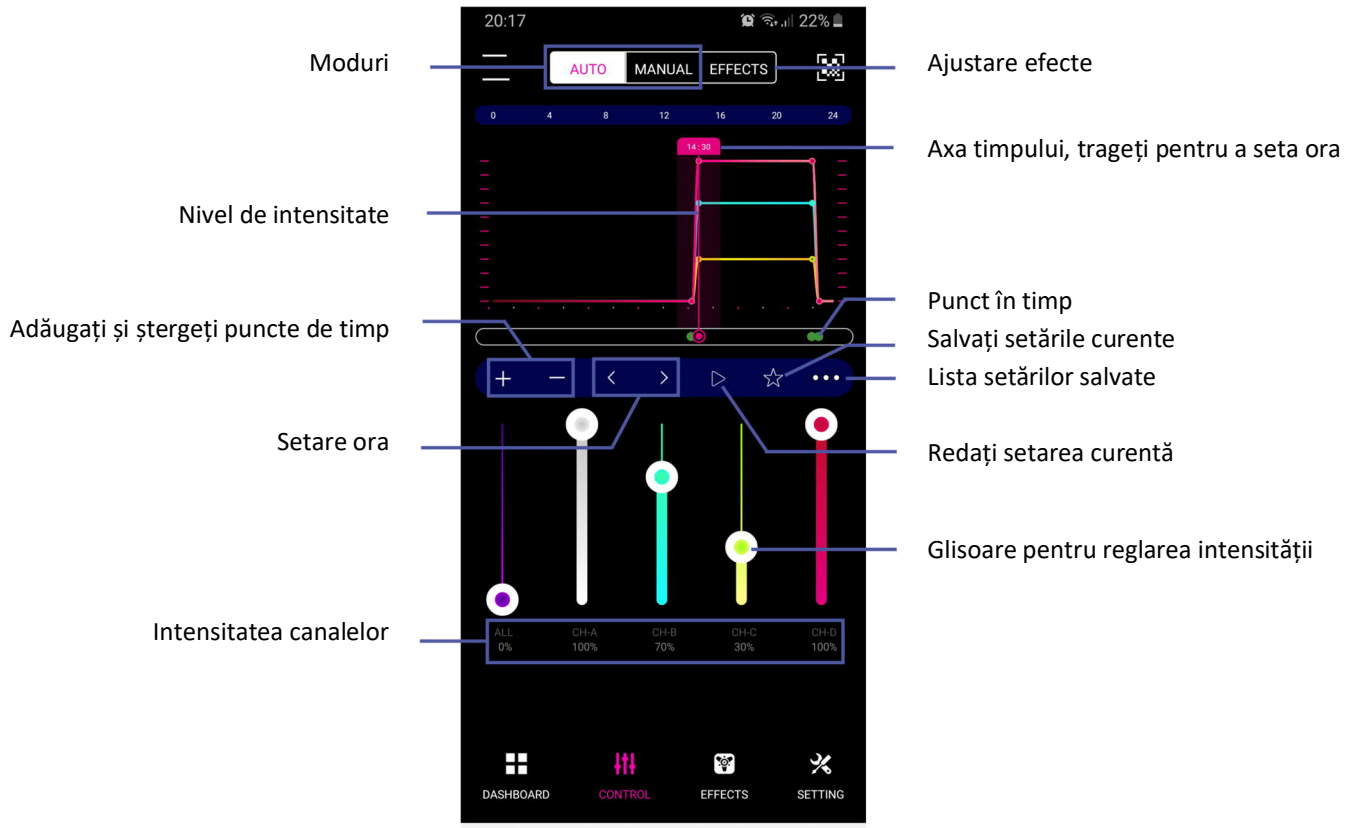 20:17 22%
Moduri
AUTO MANUAL EFFECTS
Ajustare efecte
0 4 8 12 16 20 24
14:30
Axa timpului, trageți pentru a seta ora
Nivel de intensitate
Punct în timp
Adăugați și ștergeți puncte de timp
Salvați setările curente
Lista setărilor salvate
Setare ora
Redați setarea curentă
Glisoare pentru reglarea intensității
Intensitatea canalelor
ALL CH-A CH-B CH-C CH-D
0% 100% 70% 30% 100%
DASHBOARD CONTROL EFFECTS SETTING